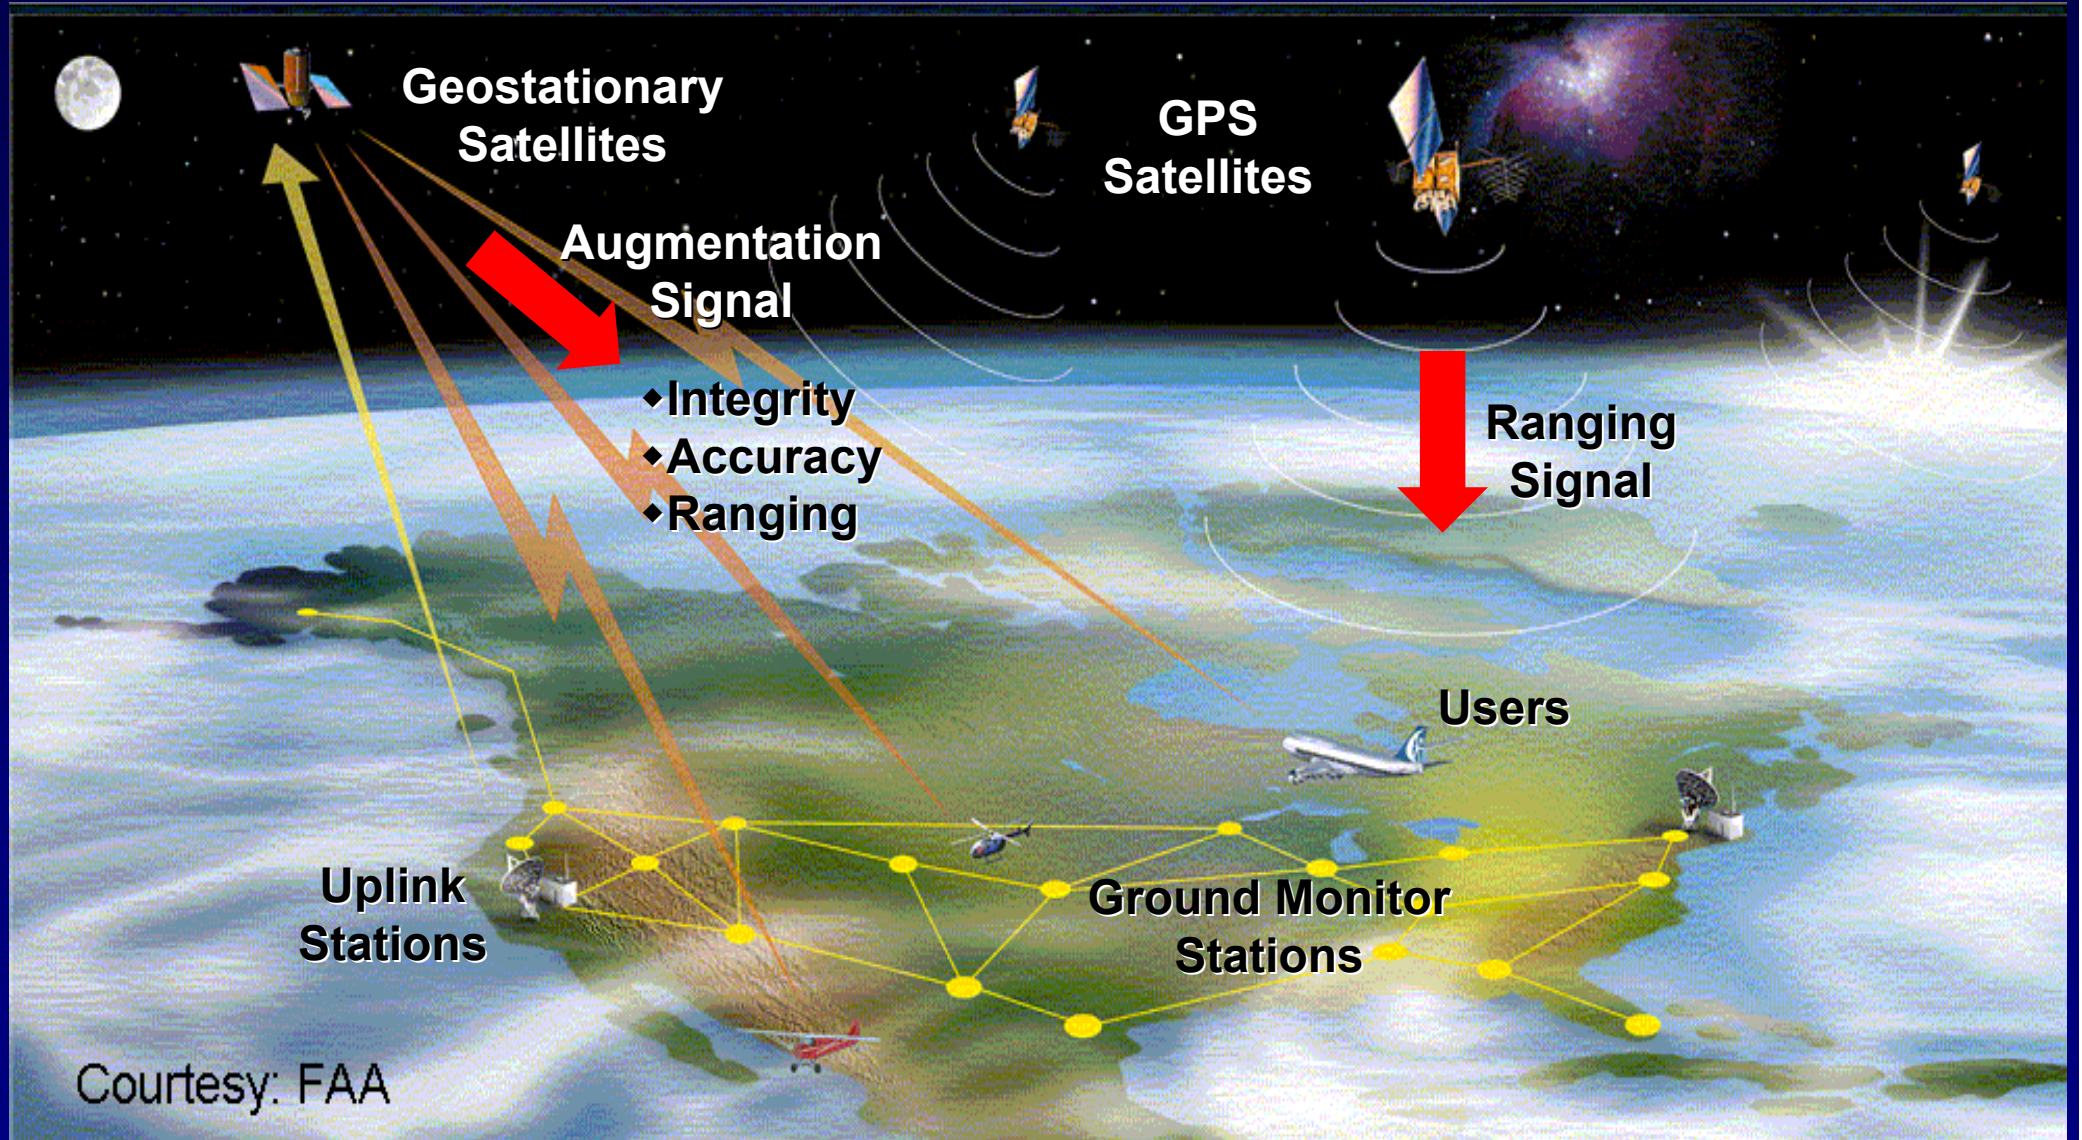 Geostationary
Satellites
GPS
Satellites
Augmentation
Signal
◆Integrity
◆Accuracy
◆Ranging
Ranging
Signal
Users
Uplink
Stations
Ground Monitor
Stations
Courtesy: FAA